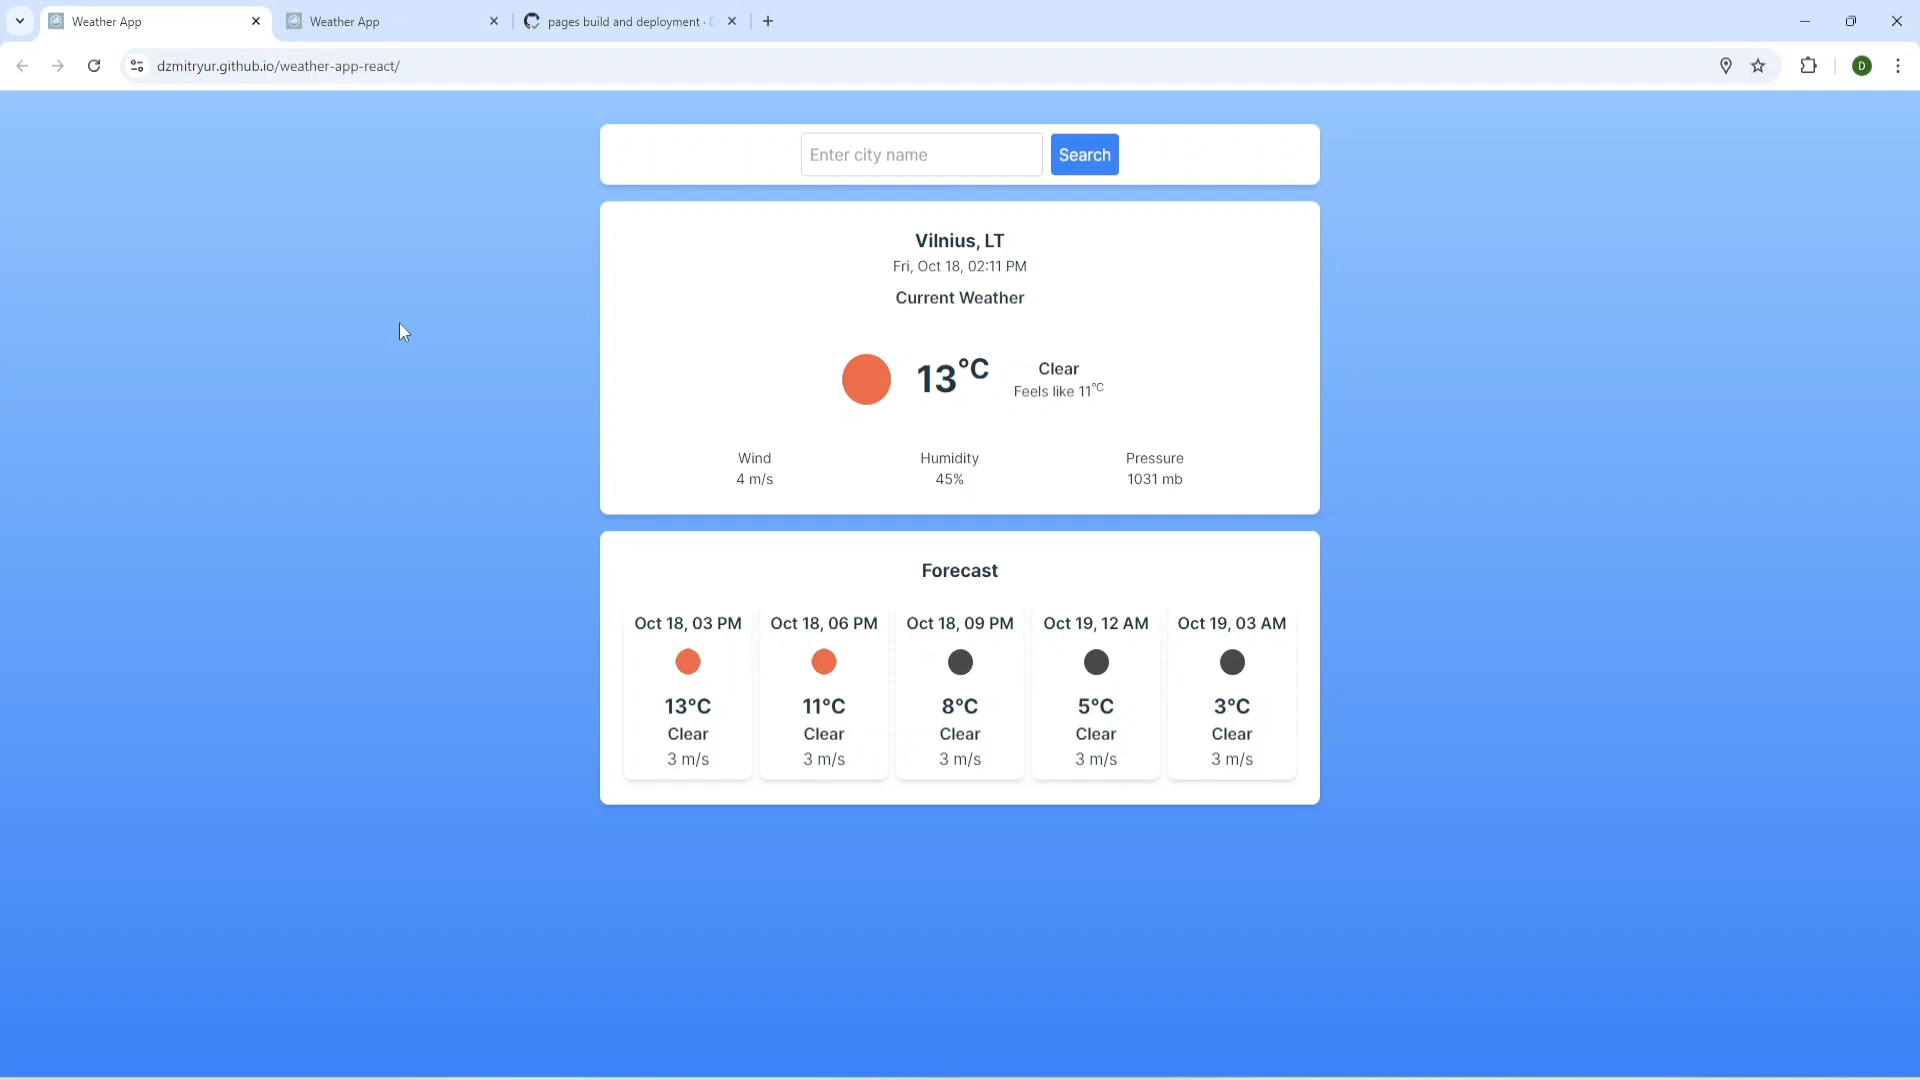 Weather App
Weather App
pages build and deployment ·
dzmitryur.github.io/weather-app-react/
D
Enter city name
Search
Vilnius, LT
Fri, Oct 18, 02:11 PM
Current Weather
13°C
Clear
Feels like 11°C
Wind
4 m/s
Humidity
45%
Pressure
1031 mb
Forecast
Oct 18, 03 PM
13°C
Clear
3 m/s
Oct 18, 06 PM
11°C
Clear
3 m/s
Oct 18, 09 PM
8°C
Clear
3 m/s
Oct 19, 12 AM
5°C
Clear
3 m/s
Oct 19, 03 AM
3°C
Clear
3 m/s